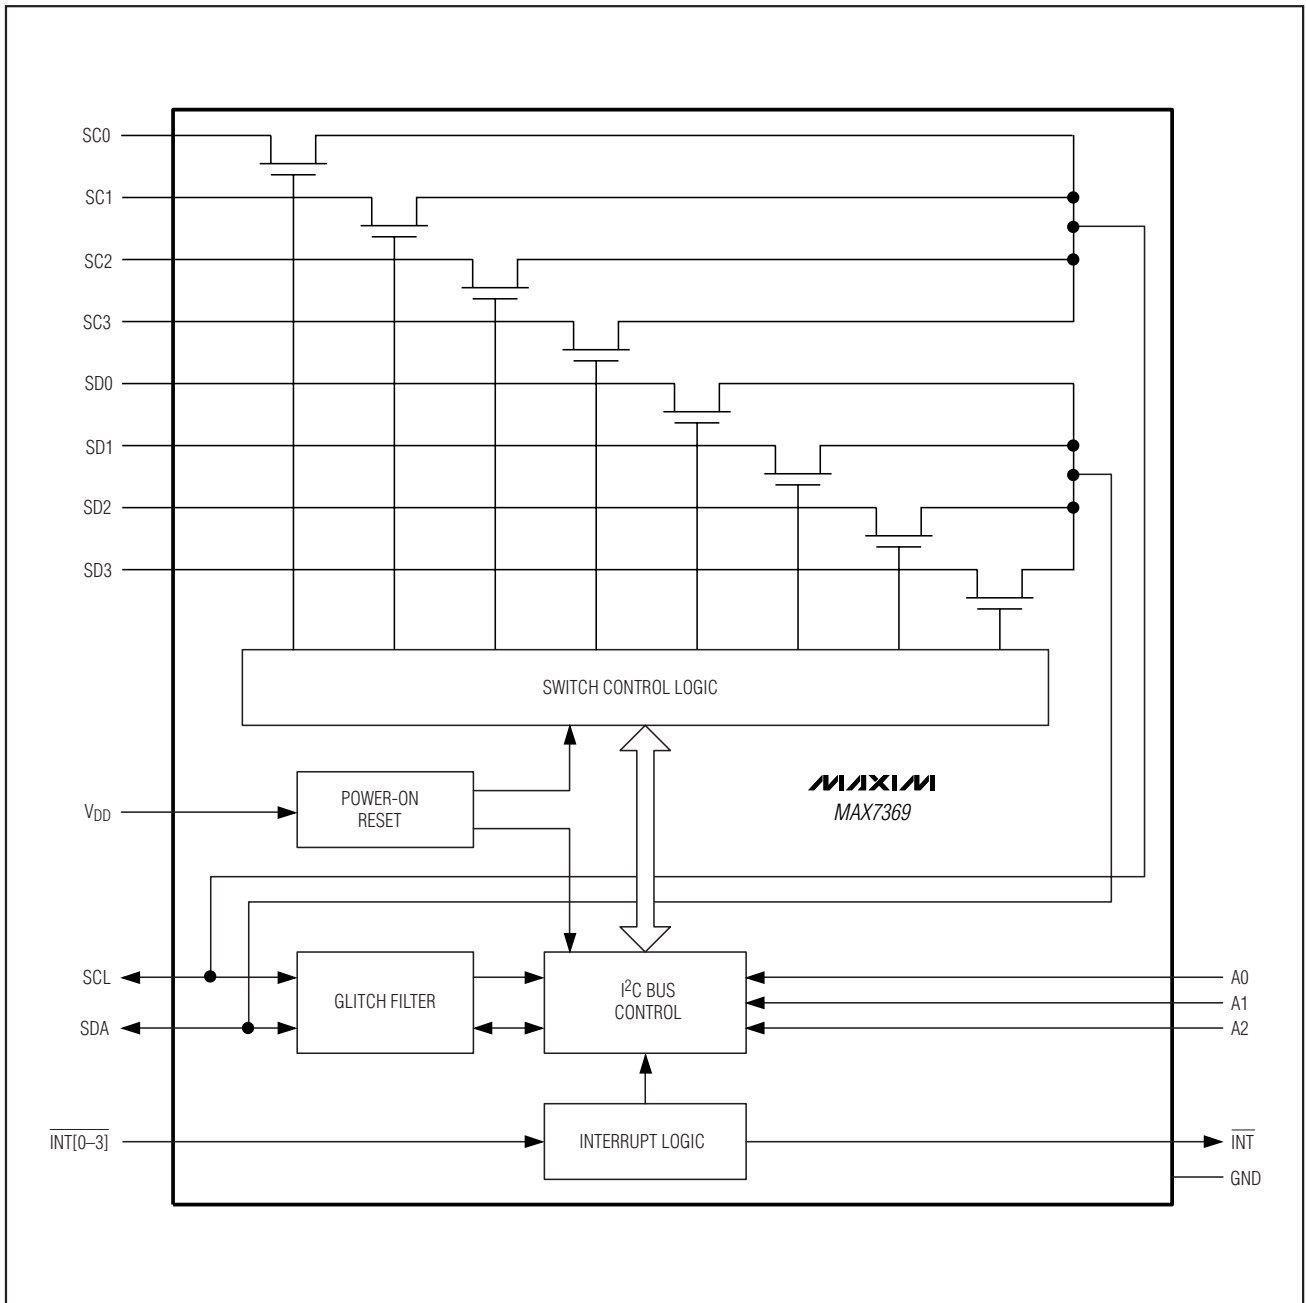 SC0
SC1
SC2
SC3
SD0
SD1
SD2
SD3
SWITCH CONTROL LOGIC
POWER-ON
RESET
VDD
MAXIM
MAX7369
SCL
SDA
GLITCH FILTER
I²C BUS
CONTROL
A0
A1
A2
INT[0–3]
INTERRUPT LOGIC
INT
GND